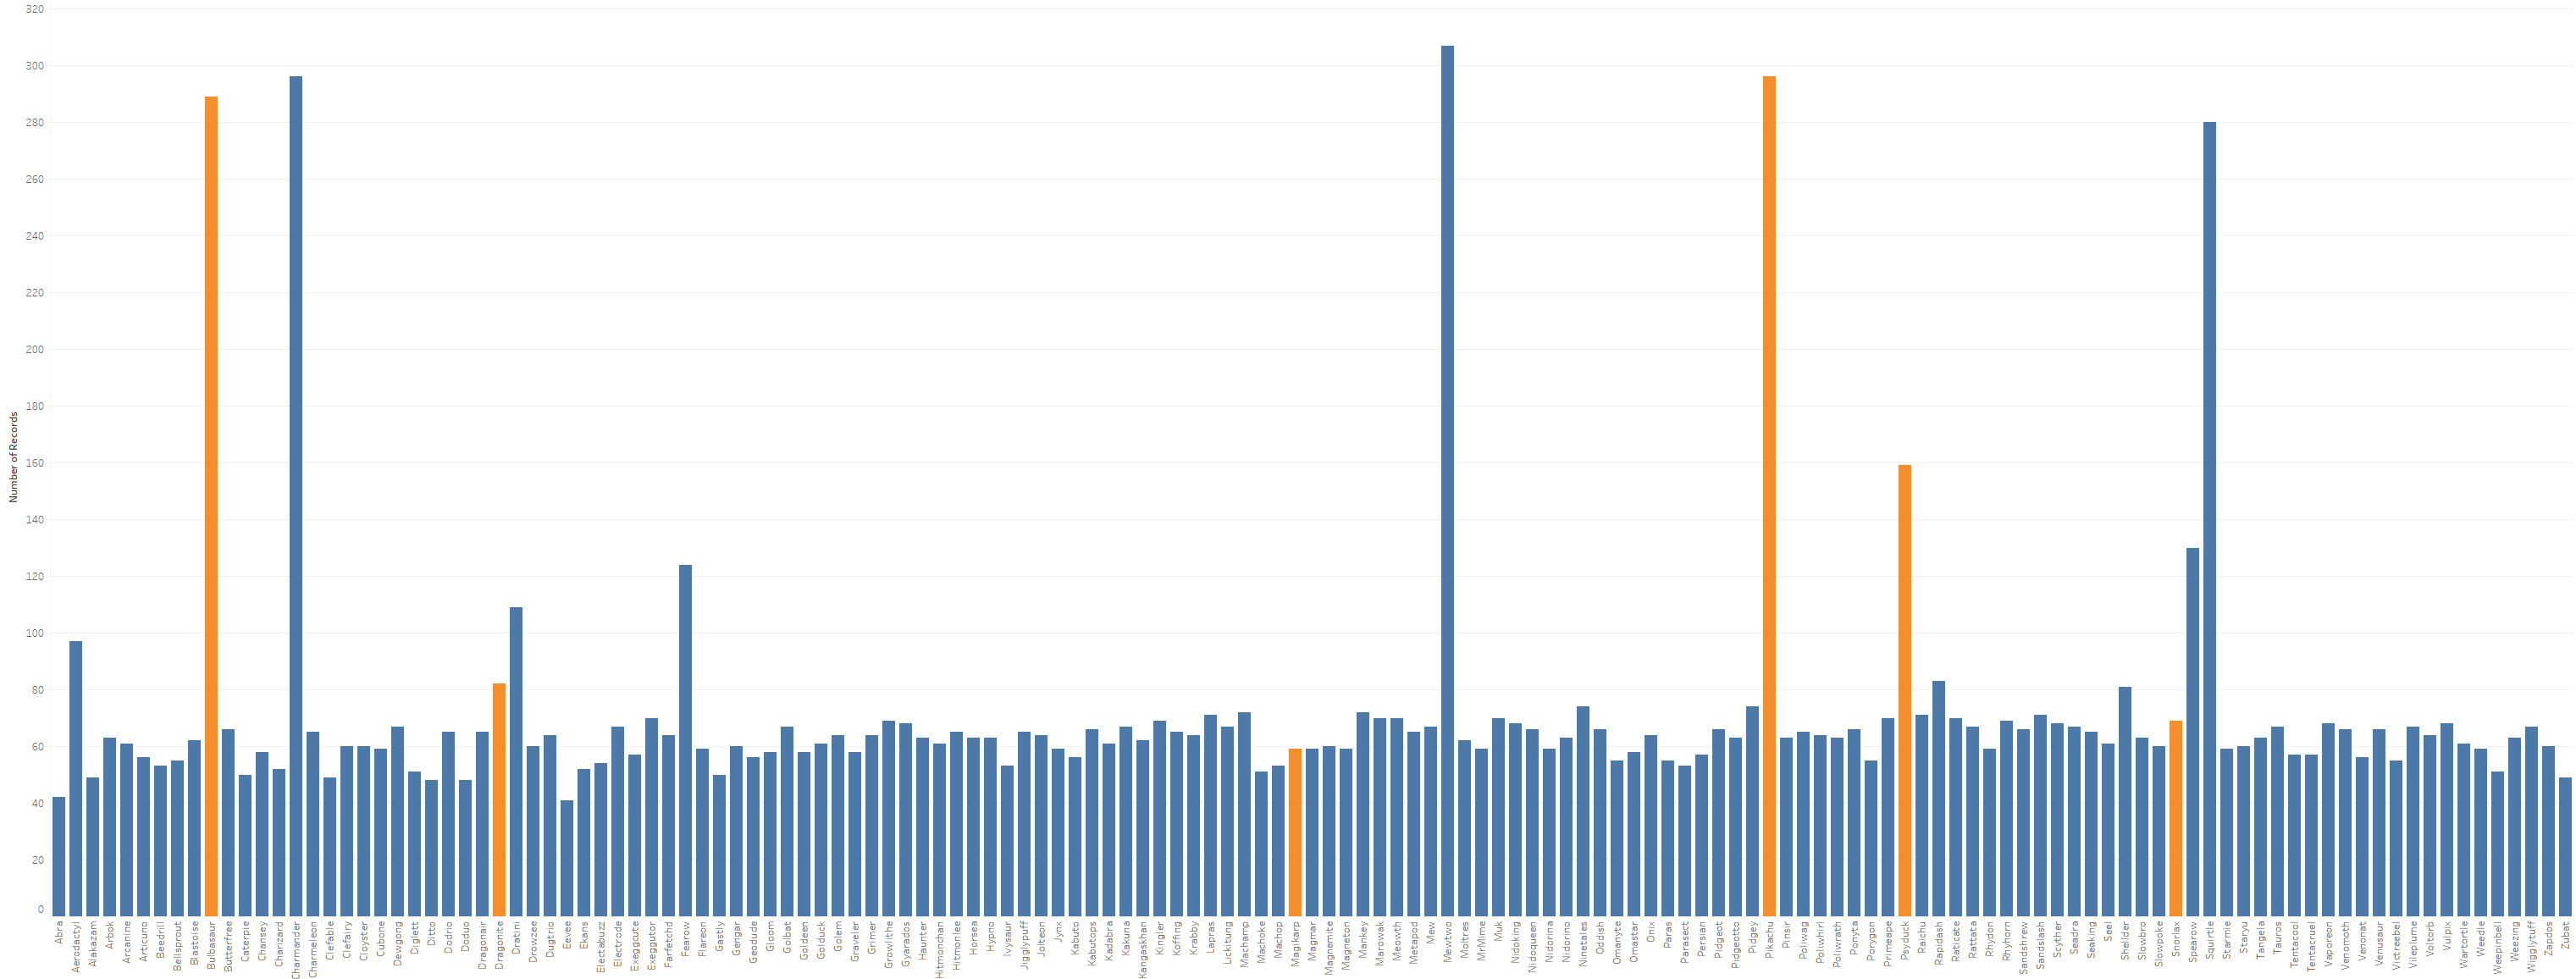 320
300
280
260
240
220
200
180
160
140
120
100
80
60
40
20
0
Number of Records
Abra
Aerodactyl
Alakazam
Arbok
Arcanine
Articuno
Beedrill
Bellsprout
Blastoise
Bulbasaur
Butterfree
Caterpie
Chansey
Charizard
Charmander
Charmeleon
Clefable
Clefairy
Cloyster
Cubone
Dewgong
Diglett
Ditto
Dodrio
Doduo
Dragonair
Dragonite
Dratini
Drowzee
Dugtrio
Eevee
Ekans
Electabuzz
Electrode
Exeggcute
Exeggutor
Farfetchd
Fearow
Flareon
Gastly
Gengar
Geodude
Gloom
Golbat
Goldeen
Golduck
Golem
Graveler
Grimer
Growlithe
Gyarados
Haunter
Hitmonchan
Hitmonlee
Horsea
Hypno
Ivysaur
Jigglypuff
Jolteon
Jynx
Kabuto
Kabutops
Kadabra
Kakuna
Kangaskhan
Kingler
Koffing
Krabby
Lapras
Lickitung
Machamp
Machoke
Machop
Magikarp
Magmar
Magnemite
Magneton
Mankey
Marowak
Meowth
Metapod
Mew
Mewtwo
Moltres
MrMime
Muk
Nidoking
Nidoqueen
Nidorina
Nidorino
Ninetales
Oddish
Omanyte
Omastar
Onix
Paras
Parasect
Persian
Pidgeot
Pidgeotto
Pidgey
Pikachu
Pinsir
Poliwag
Poliwhirl
Poliwrath
Ponyta
Porygon
Primeape
Psyduck
Raichu
Rapidash
Raticate
Rattata
Rhydon
Rhyhorn
Sandshrew
Sandslash
Scyther
Seadra
Seaking
Seel
Shellder
Slowbro
Slowpoke
Snorlax
Spearow
Squirtle
Starmie
Staryu
Tangela
Tauros
Tentacool
Tentacruel
Vaporeon
Venomoth
Venonat
Venusaur
Victreebel
Vileplume
Voltorb
Vulpix
Wartortle
Weedle
Weepinbell
Weezing
Wigglytuff
Zapdos
Zubat